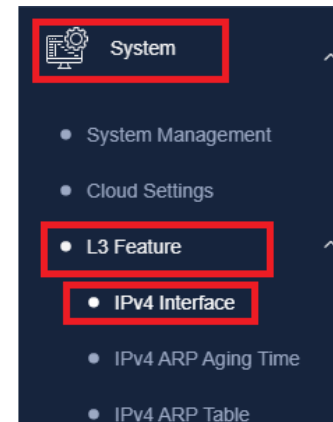 System
System Management
Cloud Settings
L3 Feature
IPv4 Interface
IPv4 ARP Aging Time
IPv4 ARP Table